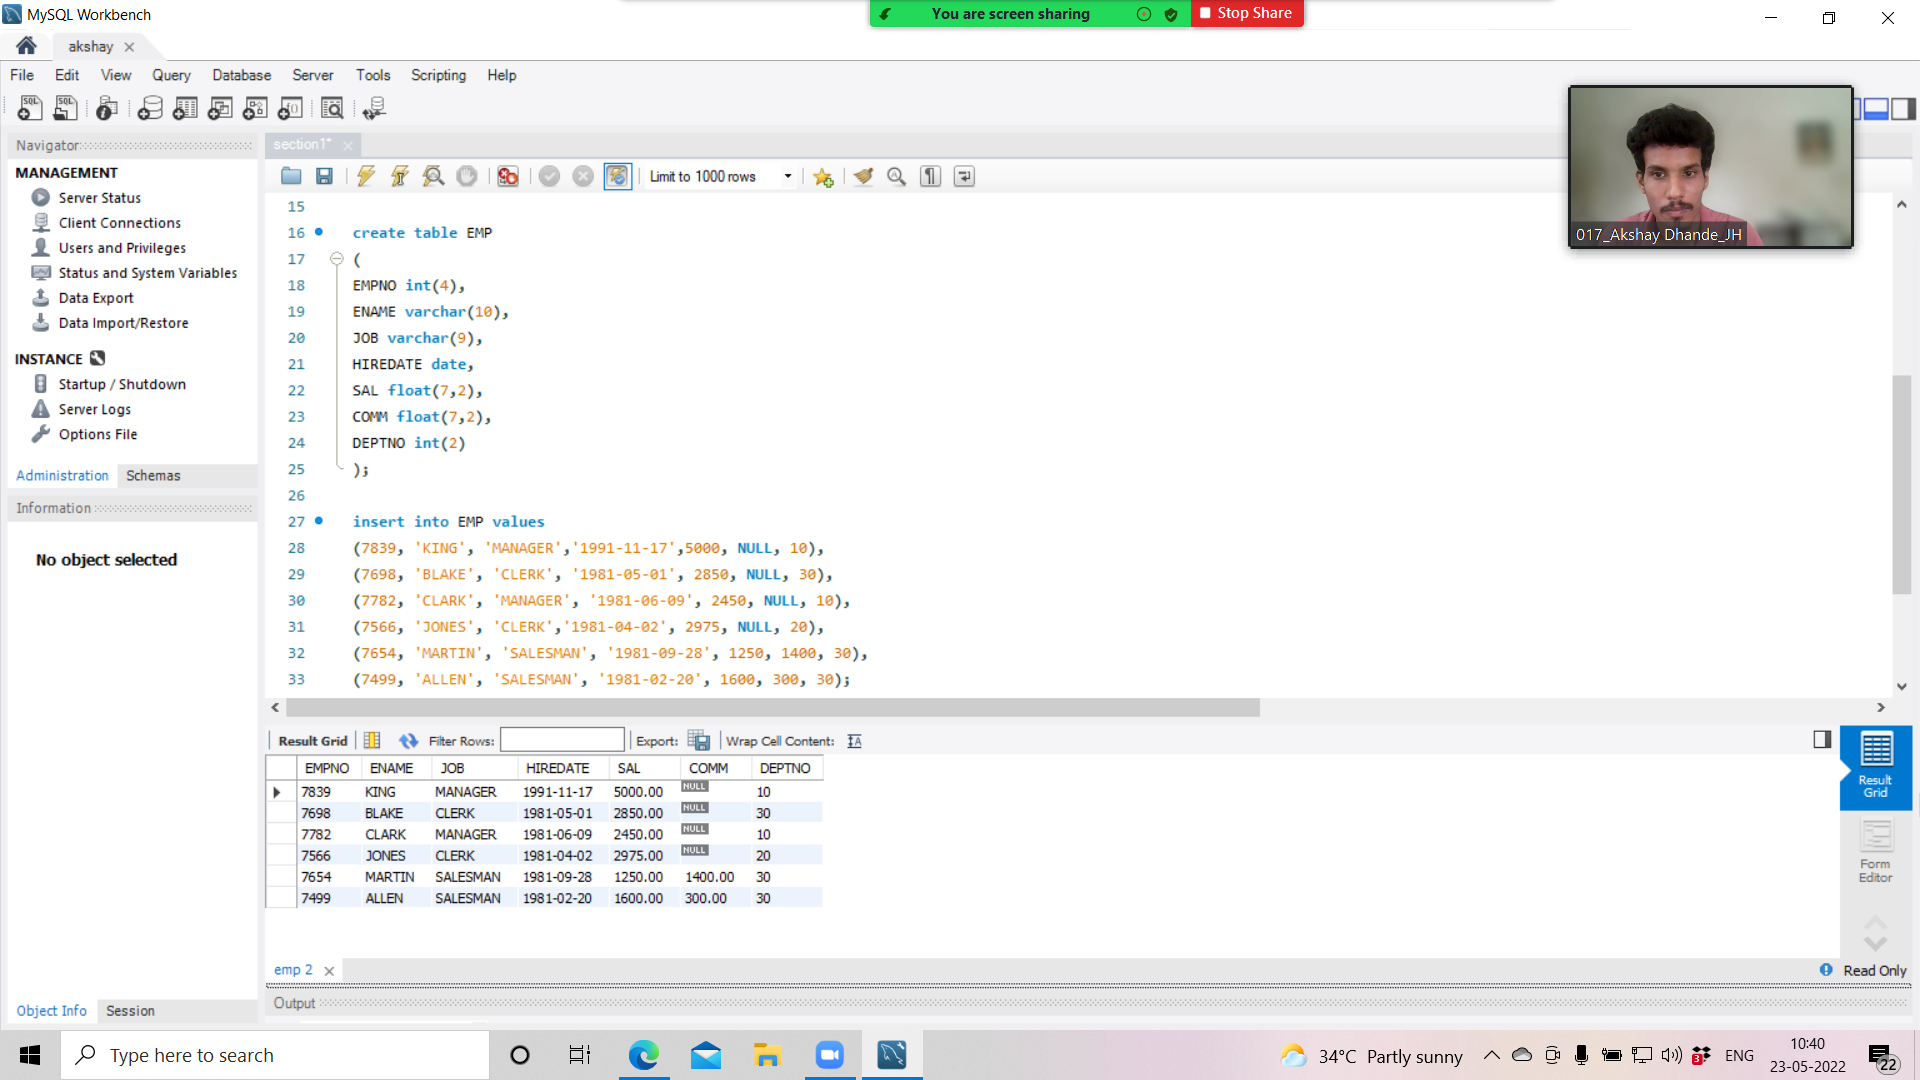 MySQL Workbench
You are screen sharing
Stop Share
akshay
File Edit View Query Database Server Tools Scripting Help
Navigator
section1*
MANAGEMENT
Server Status
Client Connections
Users and Privileges
Status and System Variables
Data Export
Data Import/Restore
INSTANCE
Startup / Shutdown
Server Logs
Options File
Administration Schemas
Information
No object selected
Object Info Session
Limit to 1000 rows
15
16 create table EMP
17 (
18 EMPNO int(4),
19 ENAME varchar(10),
20 JOB varchar(9),
21 HIREDATE date,
22 SAL float(7,2),
23 COMM float(7,2),
24 DEPTNO int(2)
25 );
26
27 insert into EMP values
28 (7839, 'KING', 'MANAGER','1991-11-17',5000, NULL, 10),
29 (7698, 'BLAKE', 'CLERK', '1981-05-01', 2850, NULL, 30),
30 (7782, 'CLARK', 'MANAGER', '1981-06-09', 2450, NULL, 10),
31 (7566, 'JONES', 'CLERK','1981-04-02', 2975, NULL, 20),
32 (7654, 'MARTIN', 'SALESMAN', '1981-09-28', 1250, 1400, 30),
33 (7499, 'ALLEN', 'SALESMAN', '1981-02-20', 1600, 300, 30);
017_Akshay Dhande_JH
Result Grid Filter Rows: Export: Wrap Cell Content:
EMPNO ENAME JOB HIREDATE SAL COMM DEPTNO
7839 KING MANAGER 1991-11-17 5000.00 NULL 10
7698 BLAKE CLERK 1981-05-01 2850.00 NULL 30
7782 CLARK MANAGER 1981-06-09 2450.00 NULL 10
7566 JONES CLERK 1981-04-02 2975.00 NULL 20
7654 MARTIN SALESMAN 1981-09-28 1250.00 1400.00 30
7499 ALLEN SALESMAN 1981-02-20 1600.00 300.00 30
Result
Grid
Form
Editor
emp 2
Read Only
Output
Type here to search
34°C Partly sunny
3
ENG
10:40
23-05-2022
22